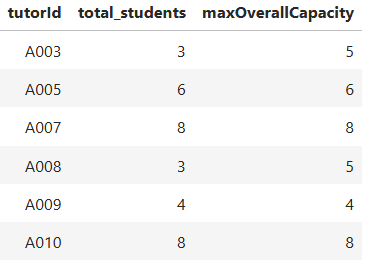 tutorId total_students maxOverallCapacity
A003 3 5
A005 6 6
A007 8 8
A008 3 5
A009 4 4
A010 8 8